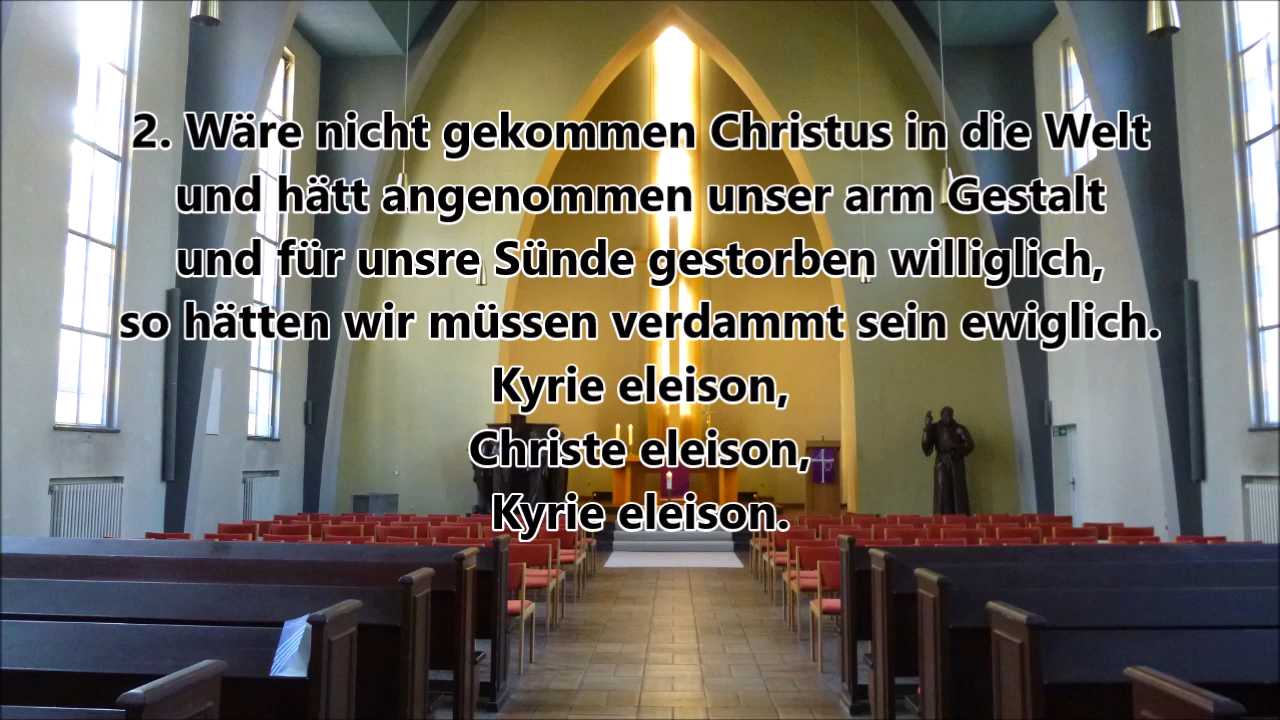 2. Wäre nicht gekommen Christus in die Welt
und hätt angenommen unser arm Gestalt
und für unsre Sünde gestorben williglich,
so hätten wir müssen verdammt sein ewiglich.
Kyrie eleison,
Christe eleison,
Kyrie eleison.